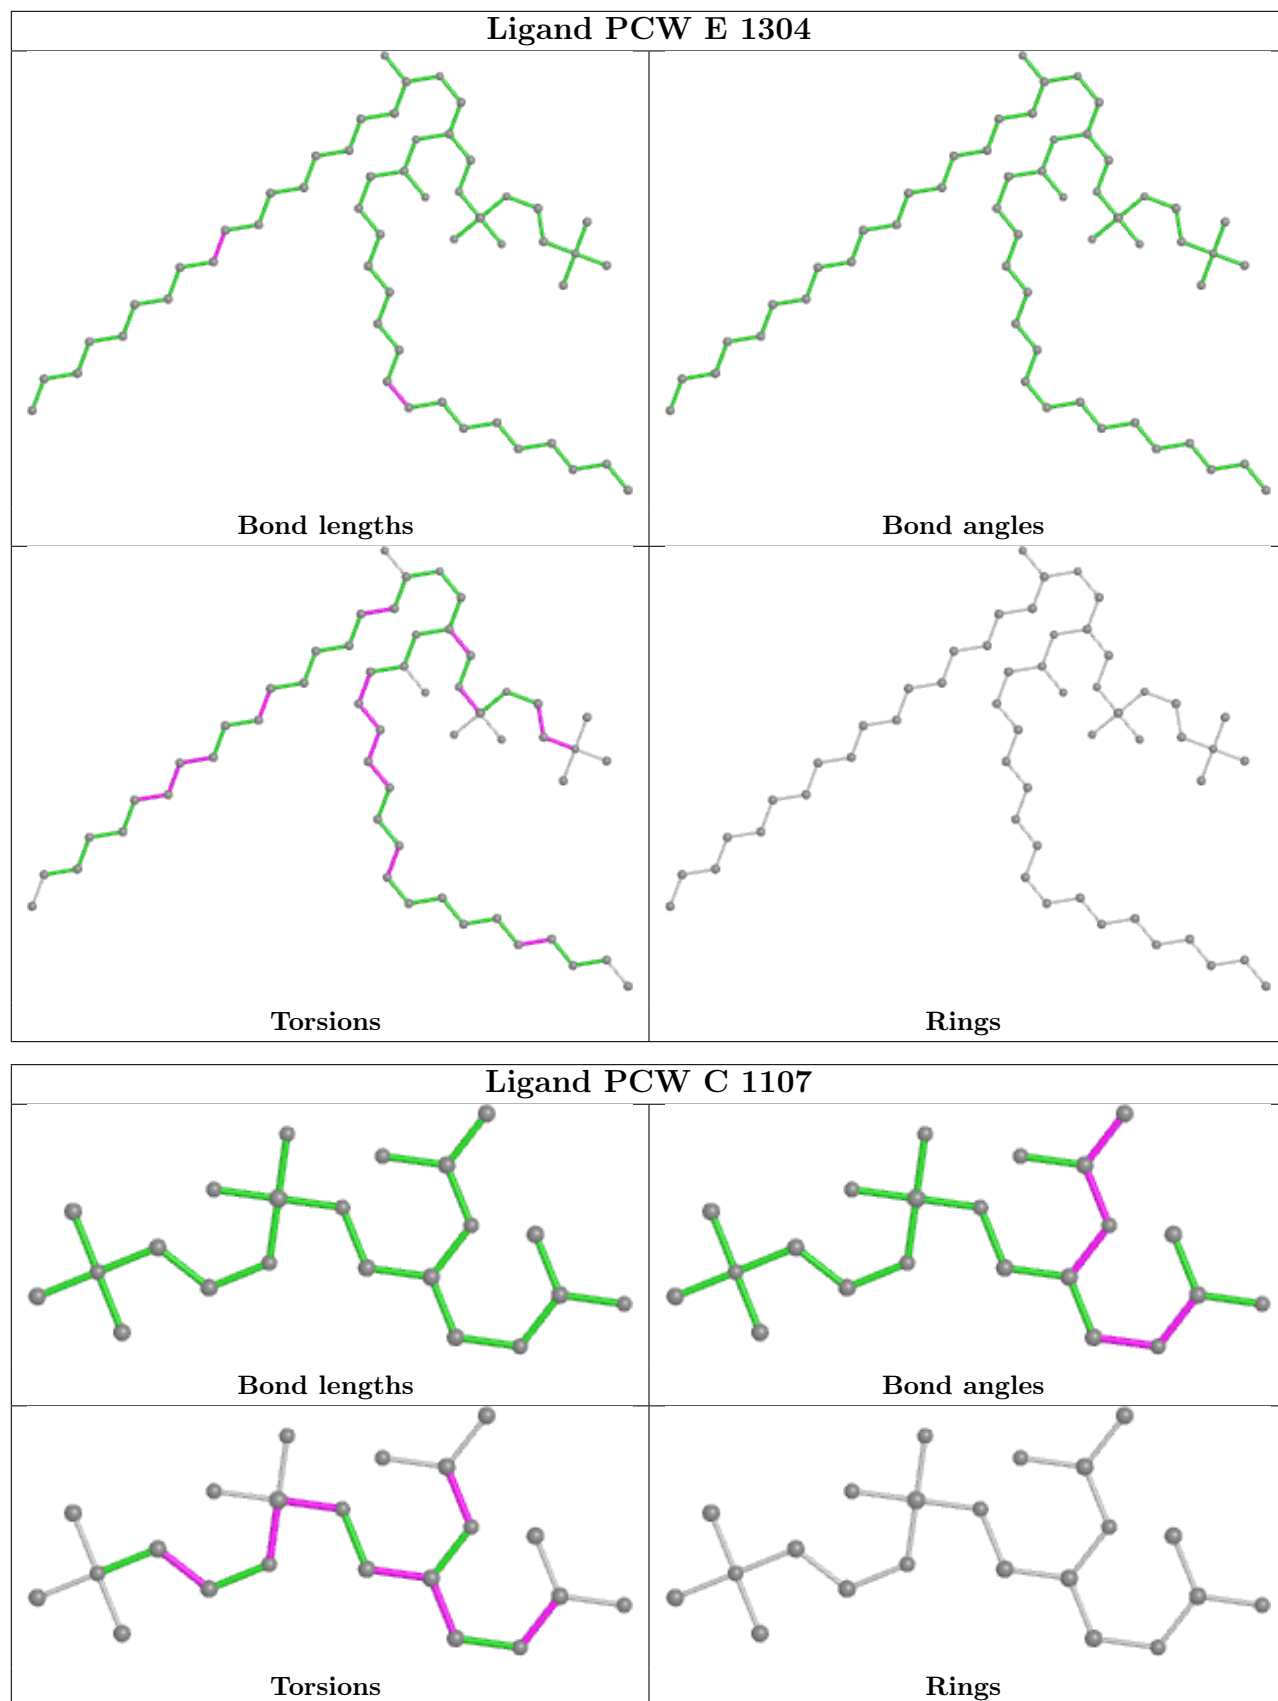 Ligand PCW E 1304
Bond lengths
Bond angles
Torsions
Rings
Ligand PCW C 1107
Bond lengths
Bond angles
Torsions
Rings